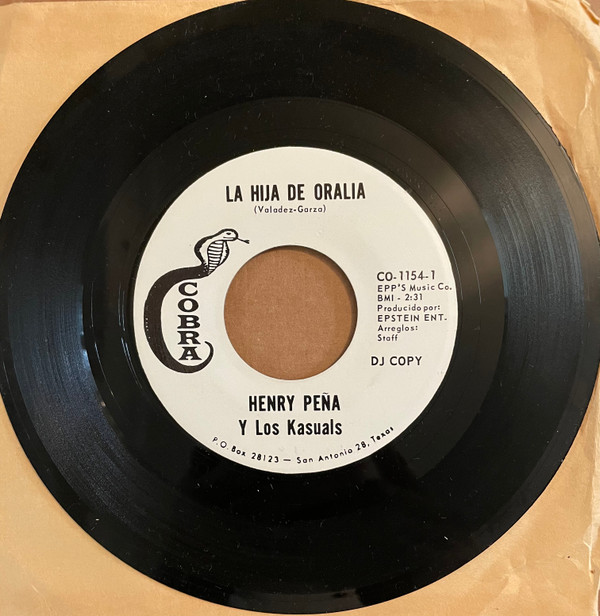 LA HIJA DE ORALIA
(Valadez-Garza)
COBRA
CO-1154-1
EPP'S Music Co.
BMI - 2:31
Producido por:
EPSTEIN ENT.
Arreglos:
Staff
DJ COPY
HENRY PEÑA
Y Los Kasuals
P.O. Box 28123 — San Antonio 28, Texas